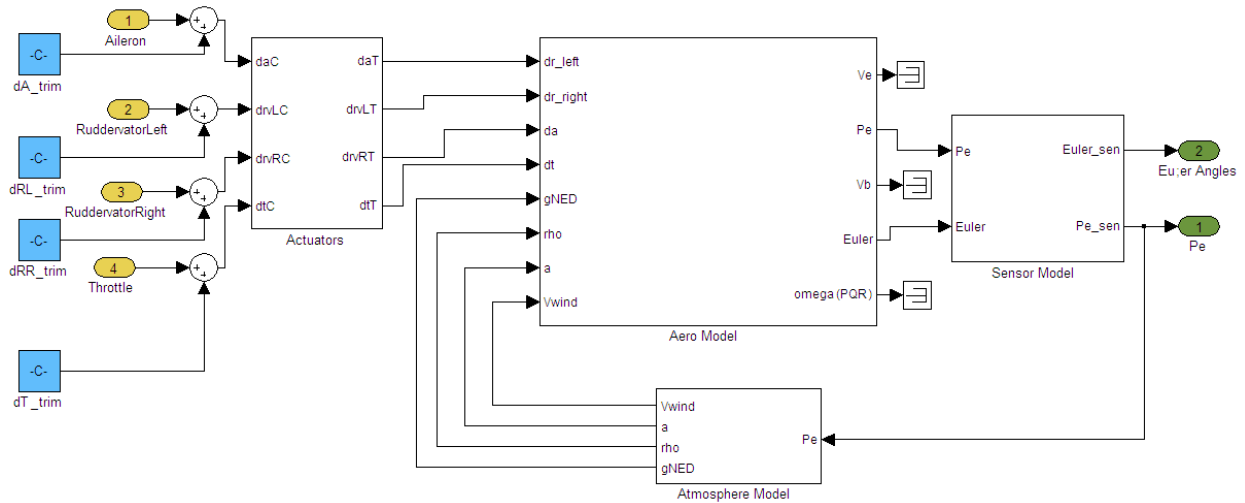 1
Aileron
-C-
dA_trim
2
RuddervatorLeft
-C-
dRL_trim
3
RuddervatorRight
-C-
dRR_trim
4
Throttle
-C-
dT_trim
daC
drvLC
drvRC
dtC
daT
drvLT
drvRT
dtT
Actuators
dr_left
dr_right
da
dt
gNED
rho
a
Vwind
Ve
Pe
Vb
Euler
omega (PQR)
Aero Model
Pe
Euler
Euler_sen
Pe_sen
Sensor Model
2
Eu;er Angles
1
Pe
Vwind
a
rho
gNED
Pe
Atmosphere Model